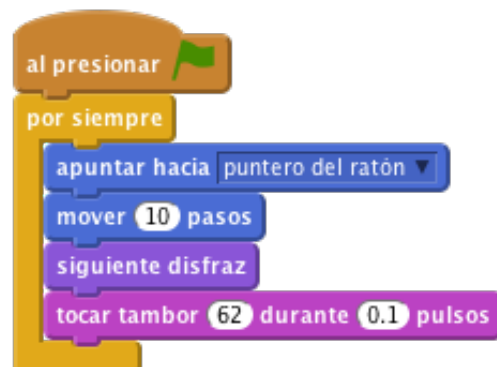 al presionar
por siempre
apuntar hacia puntero del ratón
mover 10 pasos
siguiente disfraz
tocar tambor 62 durante 0.1 pulsos